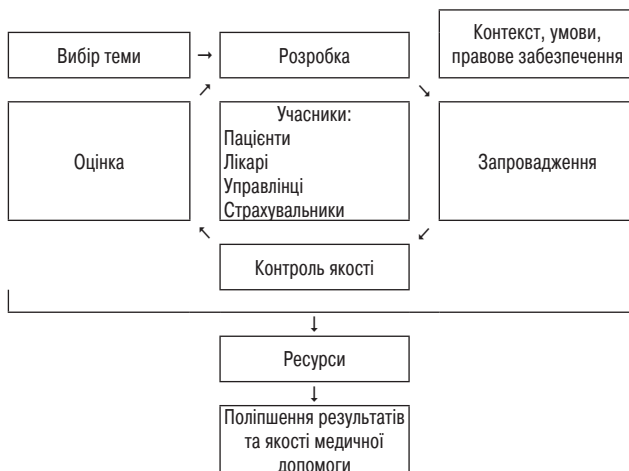 Вибір теми
→
Розробка
Контекст, умови,
правове забезпечення
↗
↘
Оцінка
Учасники:
Пацієнти
Лікарі
Управлінці
Страхувальники
Запровадження
↖
↙
Контроль якості
↓
Ресурси
↓
Поліпшення результатів
та якості медичної
допомоги